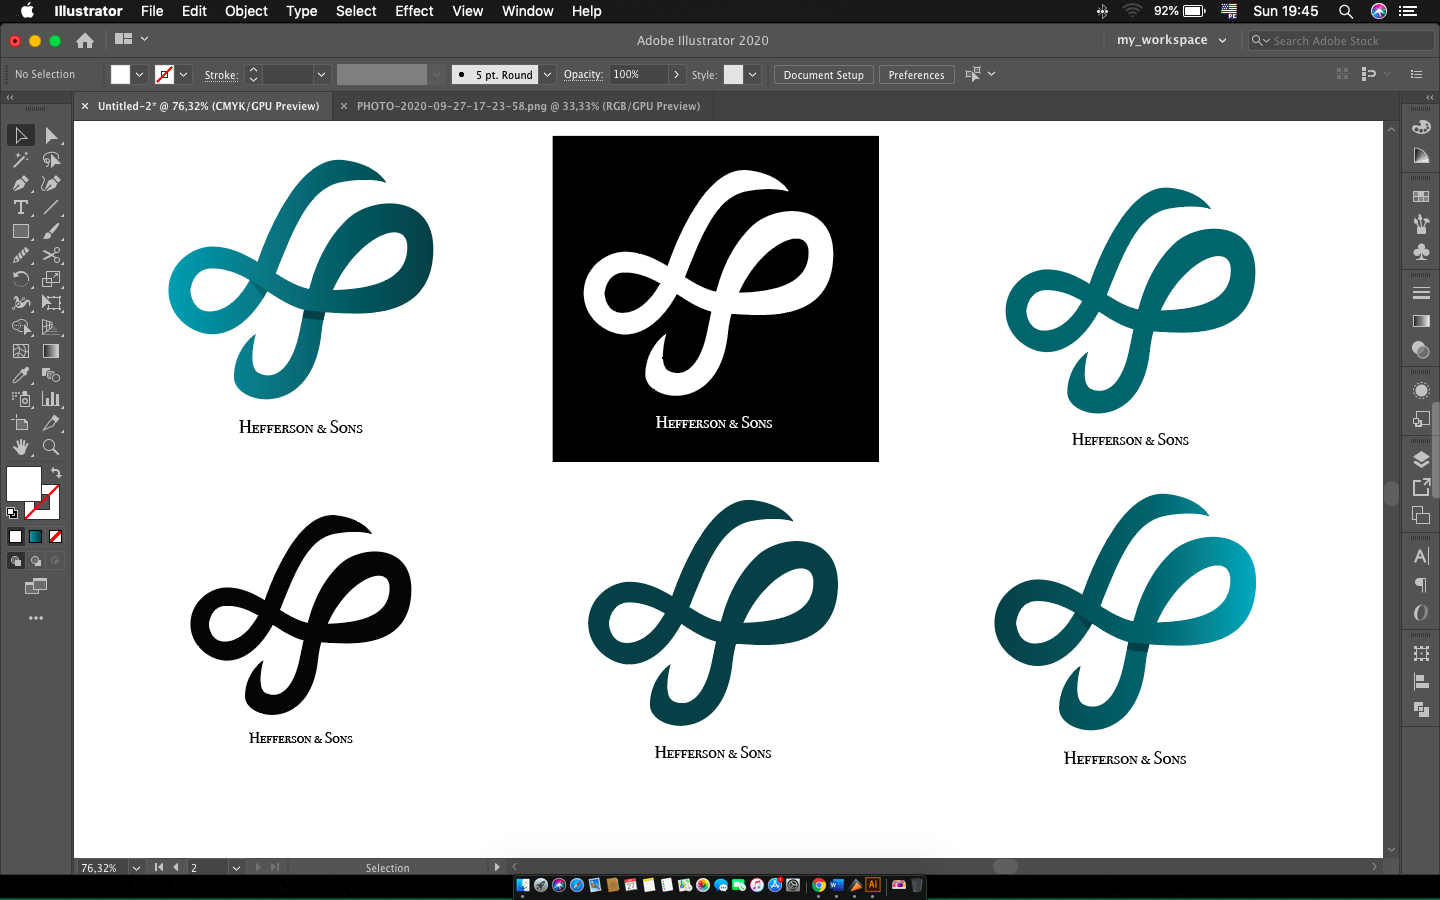 Illustrator File Edit Object Type Select Effect View Window Help 92% Sun 19:45
Adobe Illustrator 2020 my_workspace Search Adobe Stock
No Selection Stroke: 5 pt. Round Opacity: 100% Style: Document Setup Preferences
Untitled-2* @ 76,32% (CMYK/GPU Preview) PHOTO-2020-09-27-17-23-58.png @ 33,33% (RGB/GPU Preview)
Hefferson & Sons
Hefferson & Sons
Hefferson & Sons
Hefferson & Sons
Hefferson & Sons
Hefferson & Sons
76,32% 2 Selection